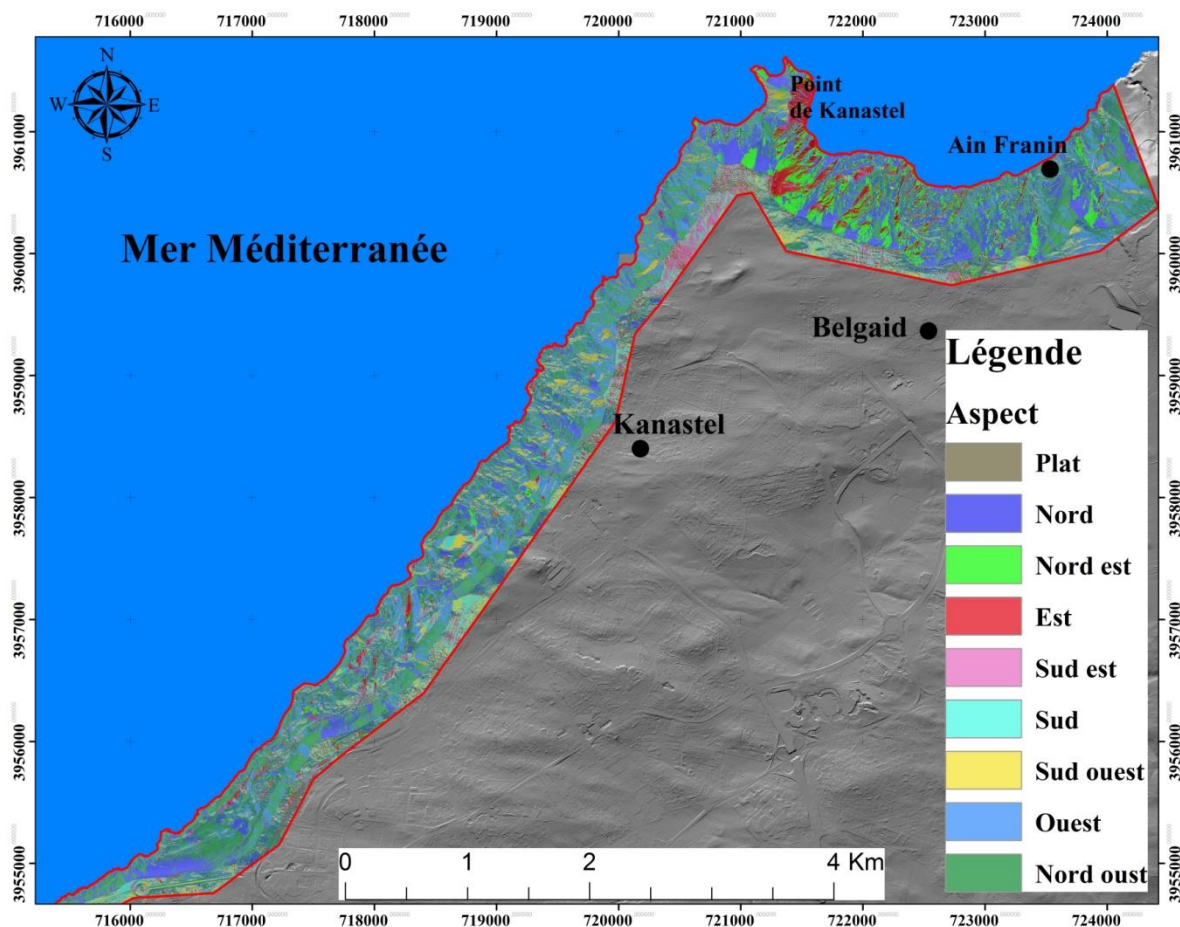 716000 717000 718000 719000 720000 721000 722000 723000 724000
N
W E
S
Point
de Kanastel
Ain Franin
Mer Méditerranée
Belgaid
Kanastel
Légende
Aspect
Plat
Nord
Nord est
Est
Sud est
Sud
Sud ouest
Ouest
Nord oust
0 1 2 4 Km
3961000
3960000
3959000
3958000
3957000
3956000
3955000
3961000
3960000
3959000
3958000
3957000
3956000
3955000
716000 717000 718000 719000 720000 721000 722000 723000 724000